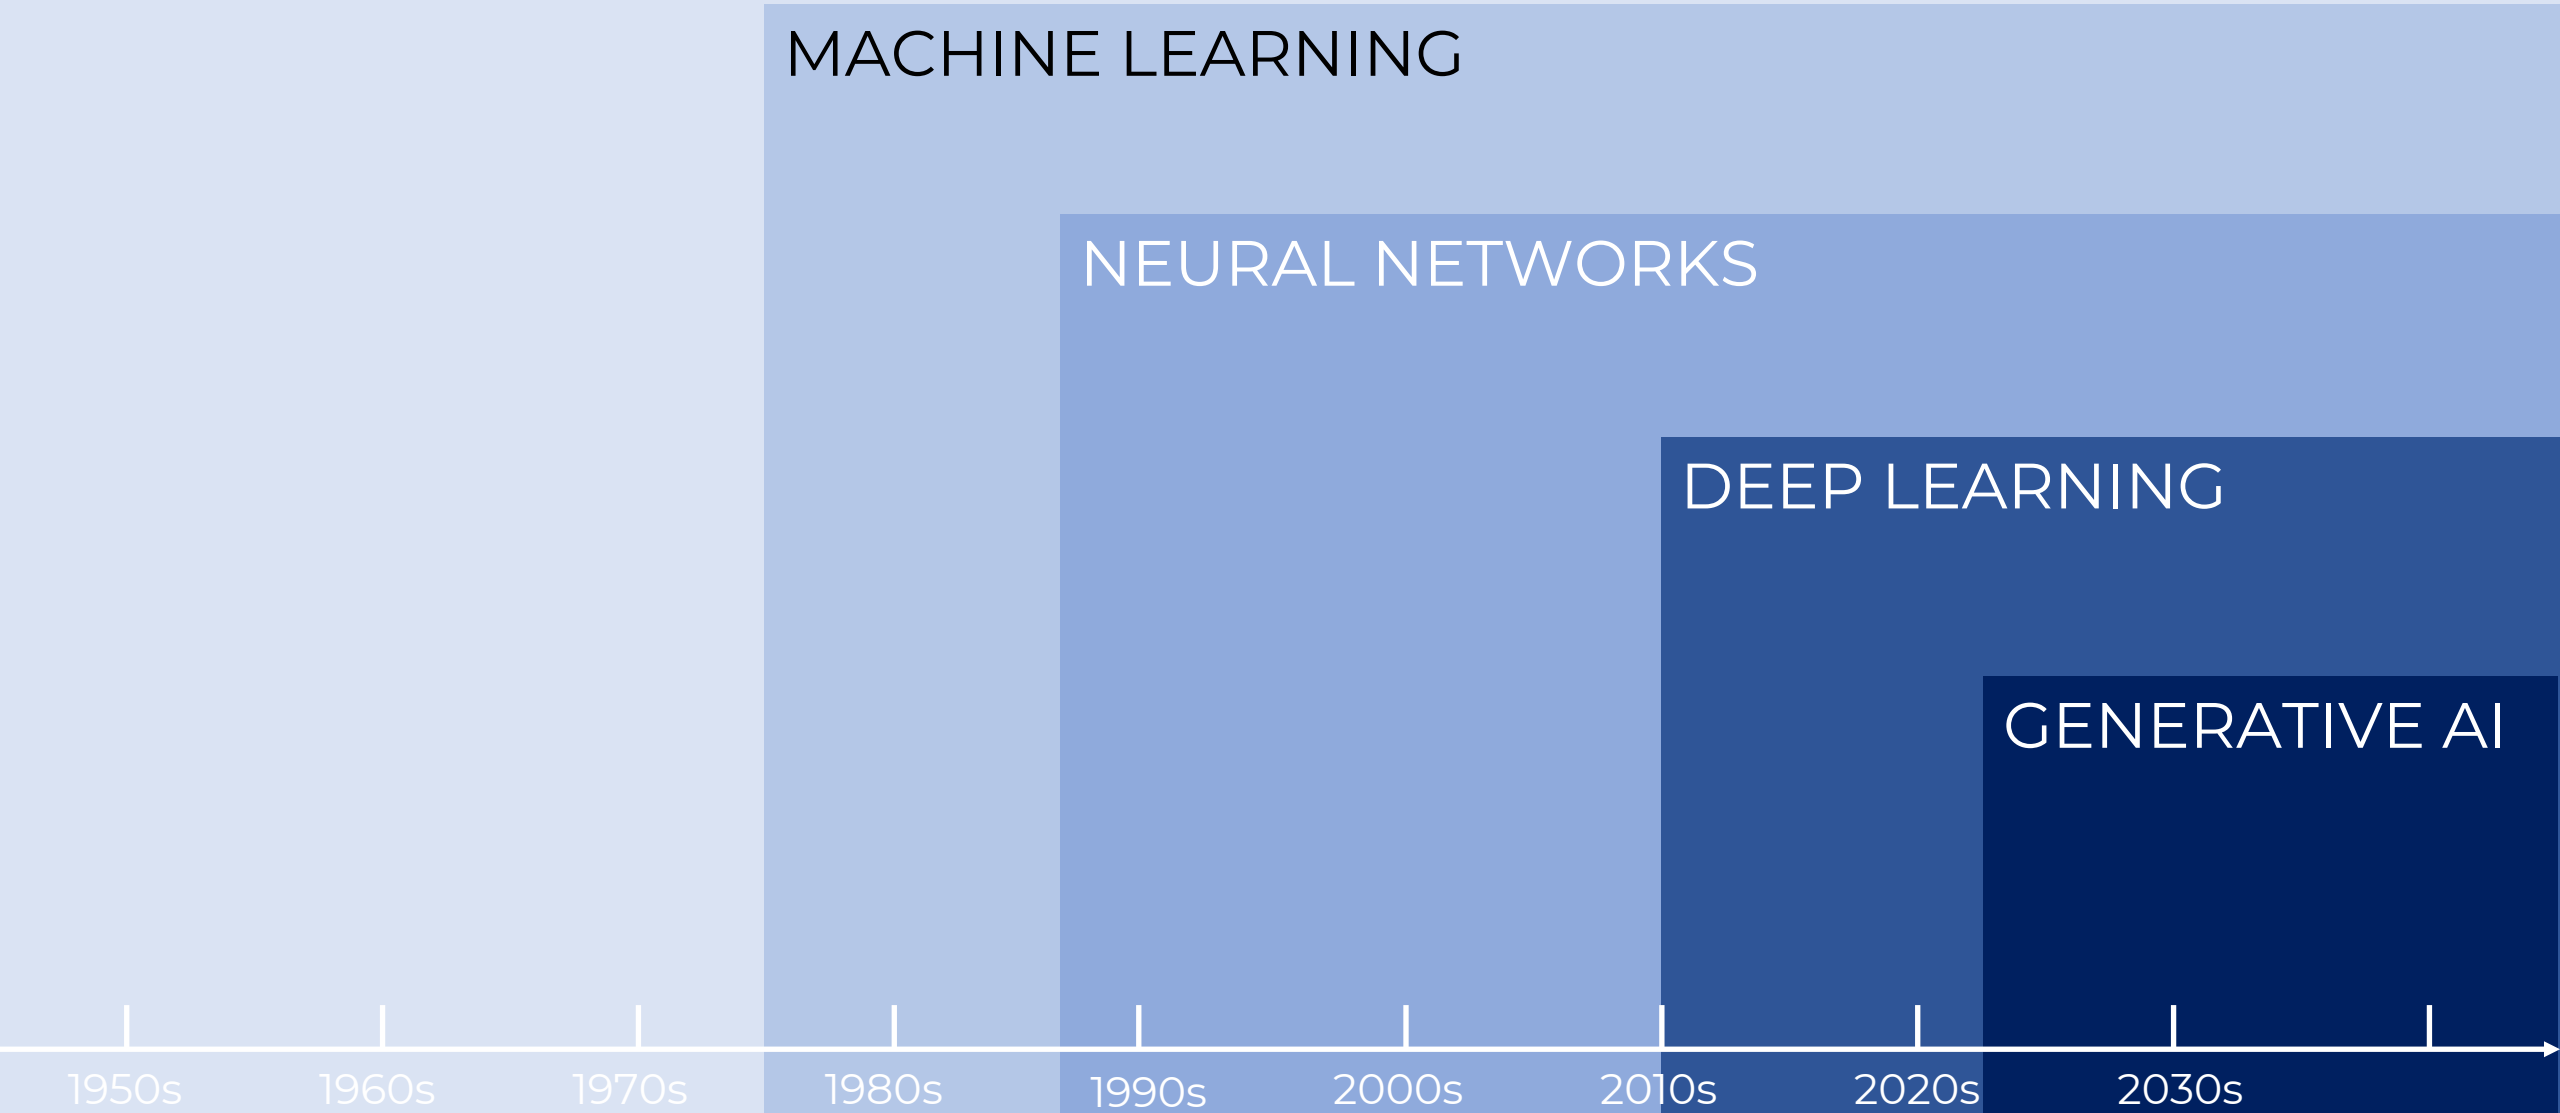 MACHINE LEARNING
NEURAL NETWORKS
DEEP LEARNING
GENERATIVE AI
1950s 1960s 1970s 1980s 1990s 2000s 2010s 2020s 2030s